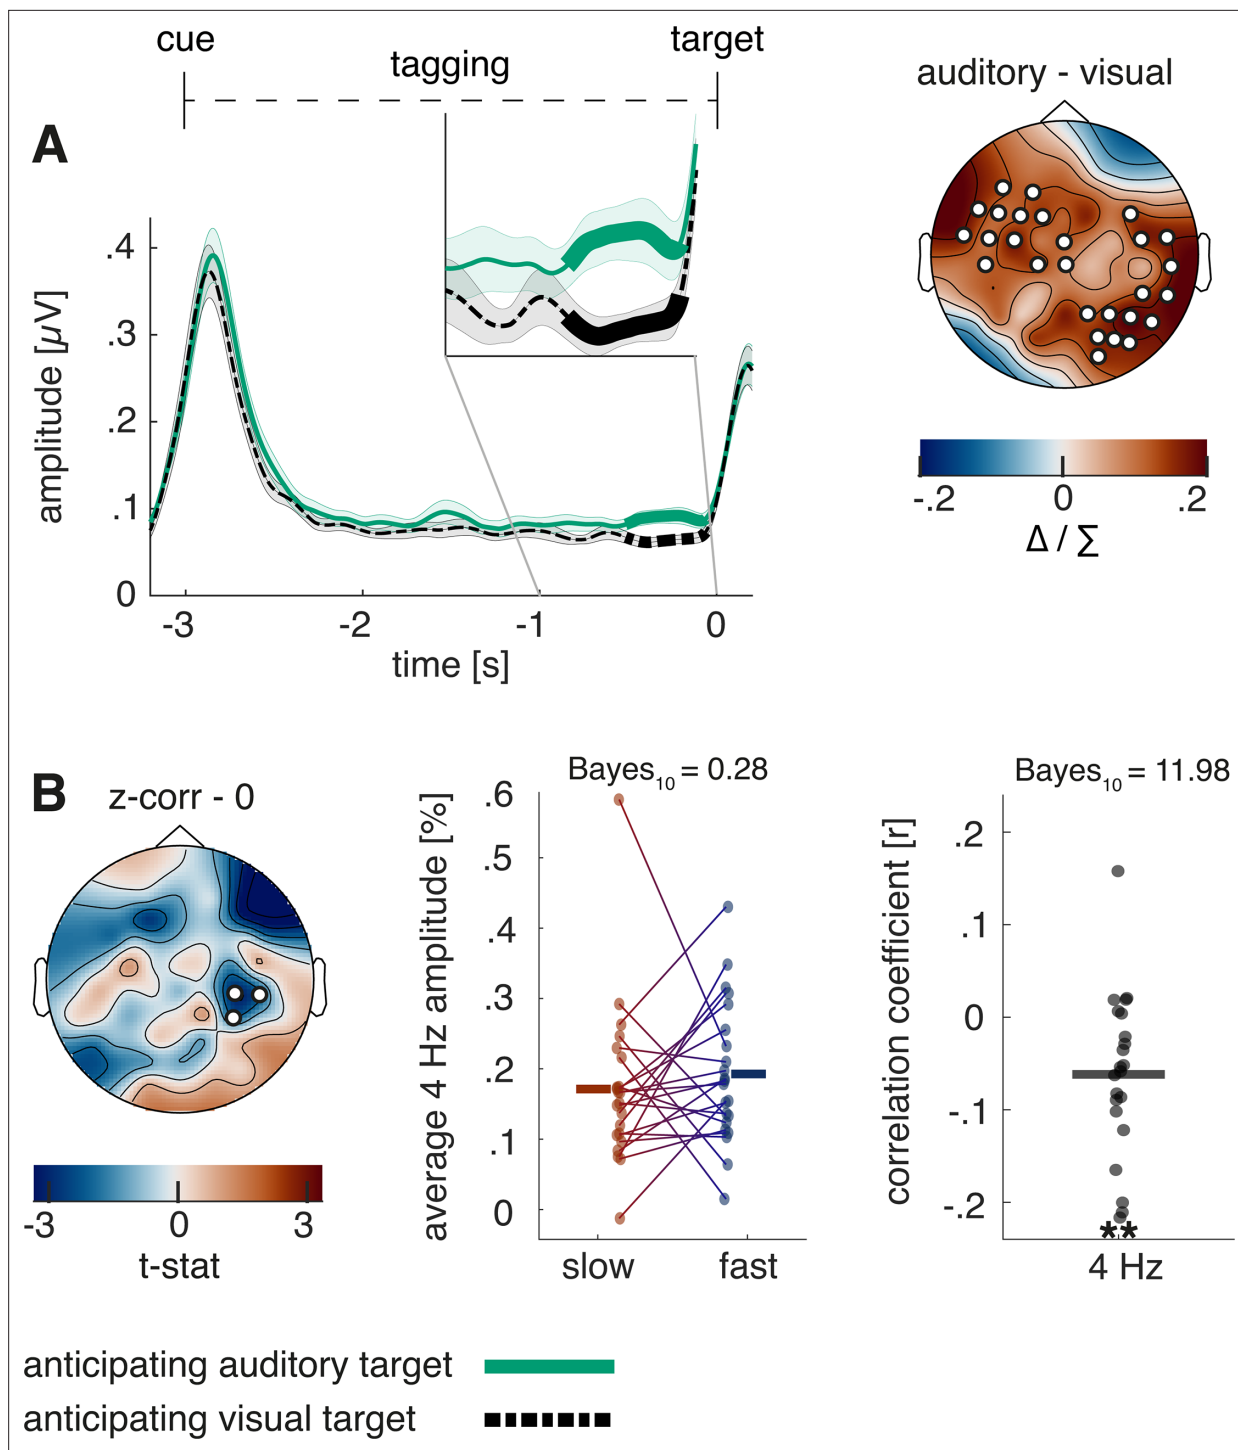 cue
tagging
target
auditory - visual
A
.4
.3
.2
.1
0
amplitude [µV]
-3
-2
-1
0
time [s]
-.2
0
.2
Δ / ∑
B
z-corr - 0
-3
0
3
t-stat
Bayes₁₀ = 0.28
.6
.5
.4
.3
.2
.1
0
average 4 Hz amplitude [%]
slow
fast
Bayes₁₀ = 11.98
.2
.1
0
-.1
-.2
correlation coefficient [r]
**
4 Hz
anticipating auditory target
anticipating visual target